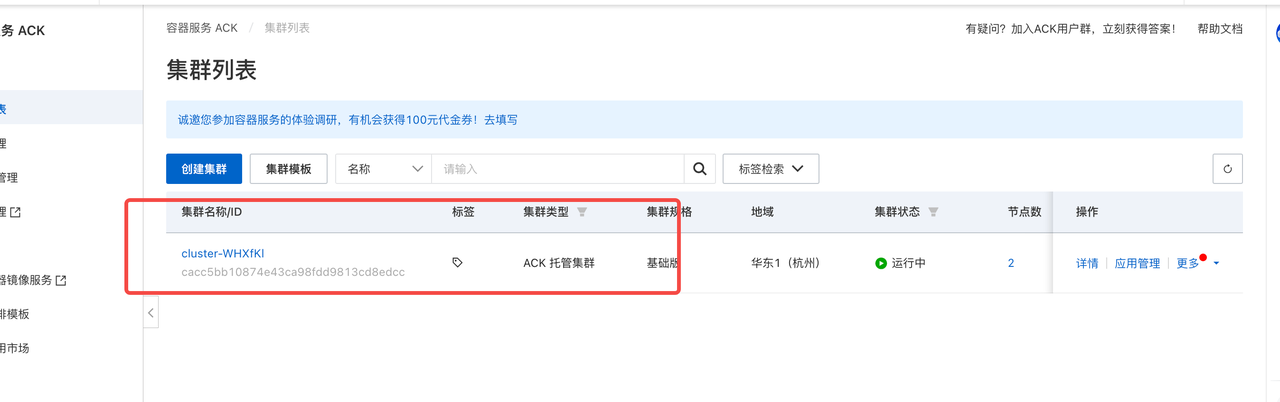 务 ACK
容器服务 ACK / 集群列表
有疑问？加入ACK用户群，立刻获得答案！ 帮助文档
集群列表
表
诚邀您参加容器服务的体验调研，有机会获得100元代金券！去填写
理
创建集群 集群模板 名称 请输入 标签检索
管理
理
集群名称/ID 标签 集群类型 集群规格 地域 集群状态 节点数 操作
cluster-WHXfKI
cacc5bb10874e43ca98fdd9813cd8edcc
ACK 托管集群 基础版 华东1（杭州） 运行中 2 详情 应用管理 更多
器镜像服务
排模板
用市场